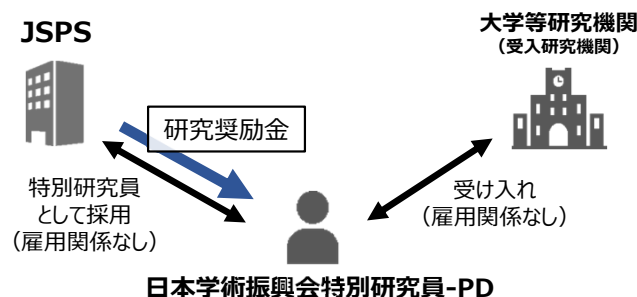 JSPS
大学等研究機関
（受入研究機関）
研究奨励金
特別研究員
として採用
（雇用関係なし）
受け入れ
（雇用関係なし）
日本学術振興会特別研究員-PD